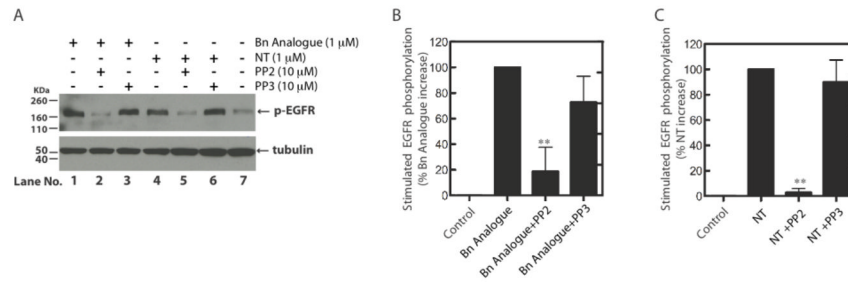 A
+ + + - - - - Bn Analogue (1 μM)
- - - + + + - NT (1 μM)
- + - - + - - PP2 (10 μM)
- - + - - + - PP3 (10 μM)
KDa
260
160
110
p-EGFR
50
40
tubulin
Lane No. 1 2 3 4 5 6 7
B
Stimulated EGFR phosphorylation
(% Bn Analogue increase)
120
100
80
60
40
20
0
**
Control
Bn Analogue
Bn Analogue+PP2
Bn Analogue+PP3
C
Stimulated EGFR phosphorylation
(% NT increase)
120
100
80
60
40
20
0
**
Control
NT
NT +PP2
NT +PP3